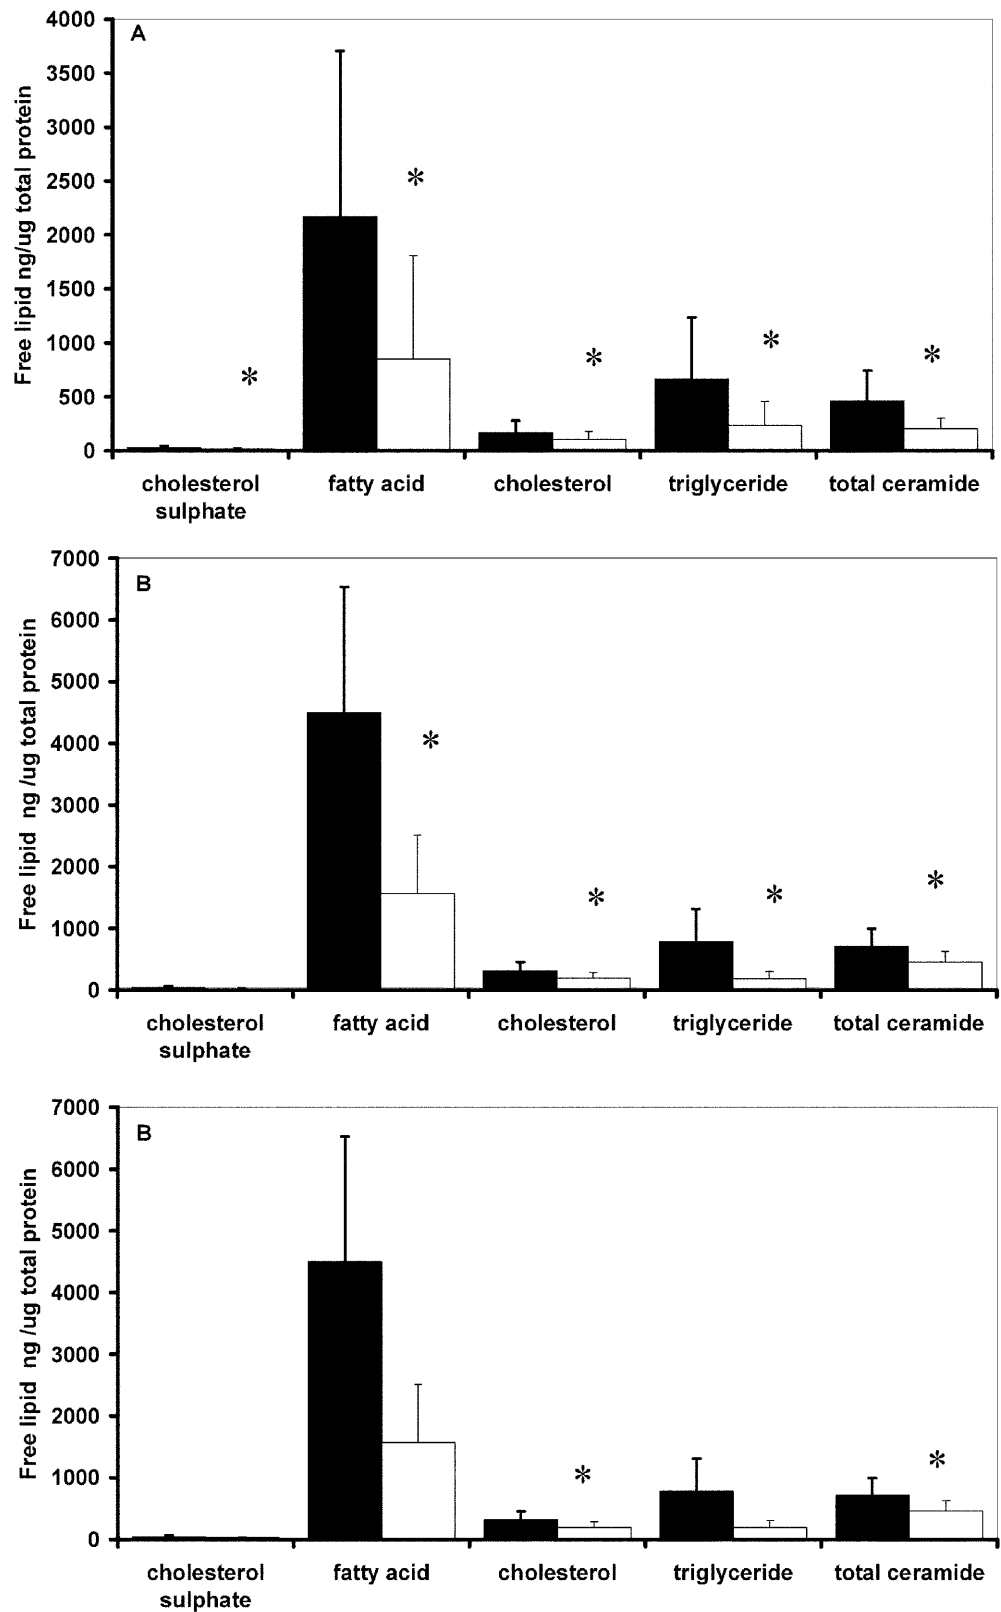 A
Free lipid ng/ug total protein
4000
3500
3000
2500
2000
1500
1000
500
0
*
*
*
*
*
cholesterol sulphate
fatty acid
cholesterol
triglyceride
total ceramide
B
Free lipid ng /ug total protein
7000
6000
5000
4000
3000
2000
1000
0
*
*
*
*
cholesterol sulphate
fatty acid
cholesterol
triglyceride
total ceramide
B
Free lipid ng /ug total protein
7000
6000
5000
4000
3000
2000
1000
0
*
*
cholesterol sulphate
fatty acid
cholesterol
triglyceride
total ceramide